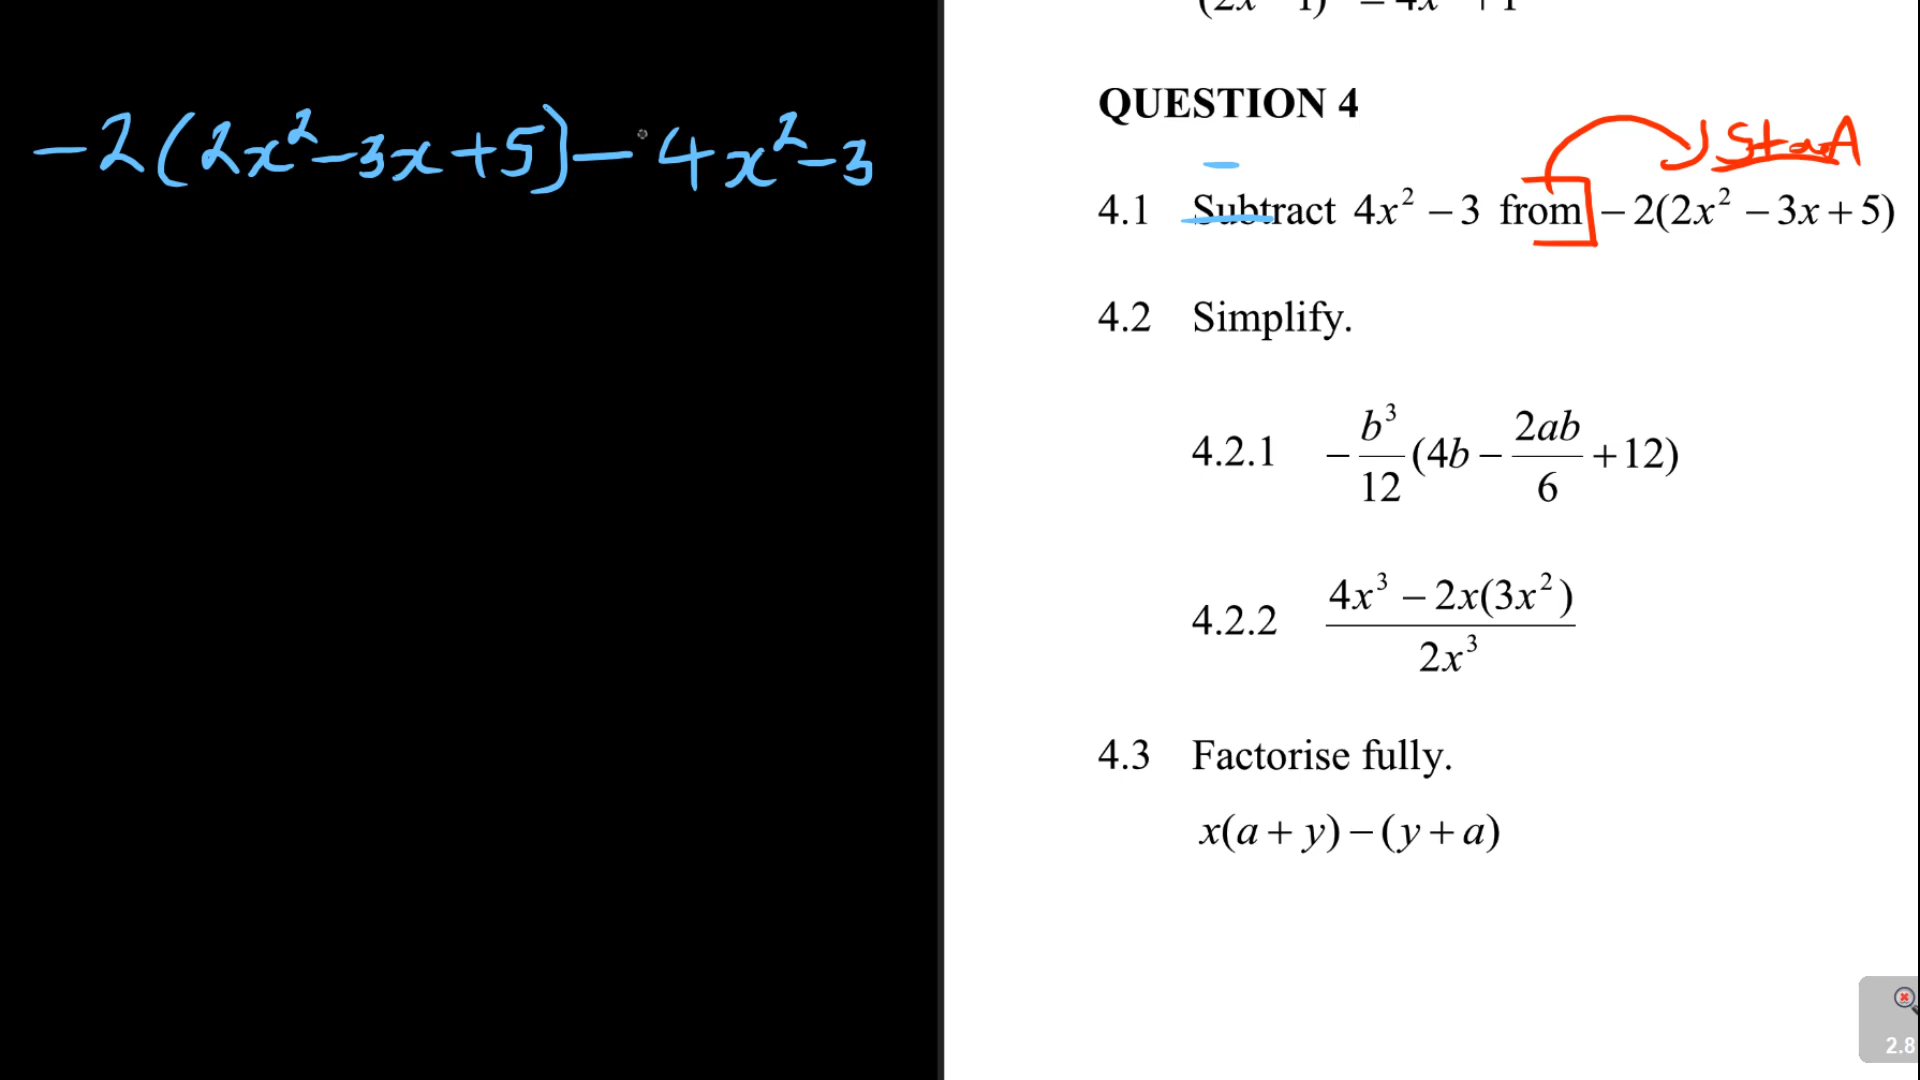 -2(2x²-3x+5)- 4x²-3
QUESTION 4
Start
4.1 Subtract 4x² - 3 from - 2(2x² - 3x + 5)
4.2 Simplify.
4.2.1 - b³/12 (4b - 2ab/6 + 12)
4.2.2 (4x³ - 2x(3x²))/2x³
4.3 Factorise fully.
x(a + y) - (y + a)
2.8